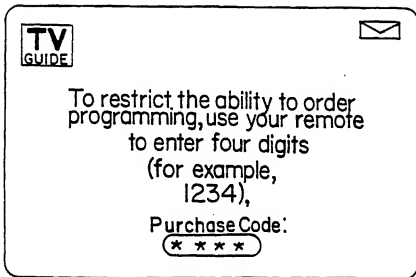 TV
GUIDE
To restrict the ability to order
programming, use your remote
to enter four digits
(for example,
1234),
Purchase Code:
* * * *